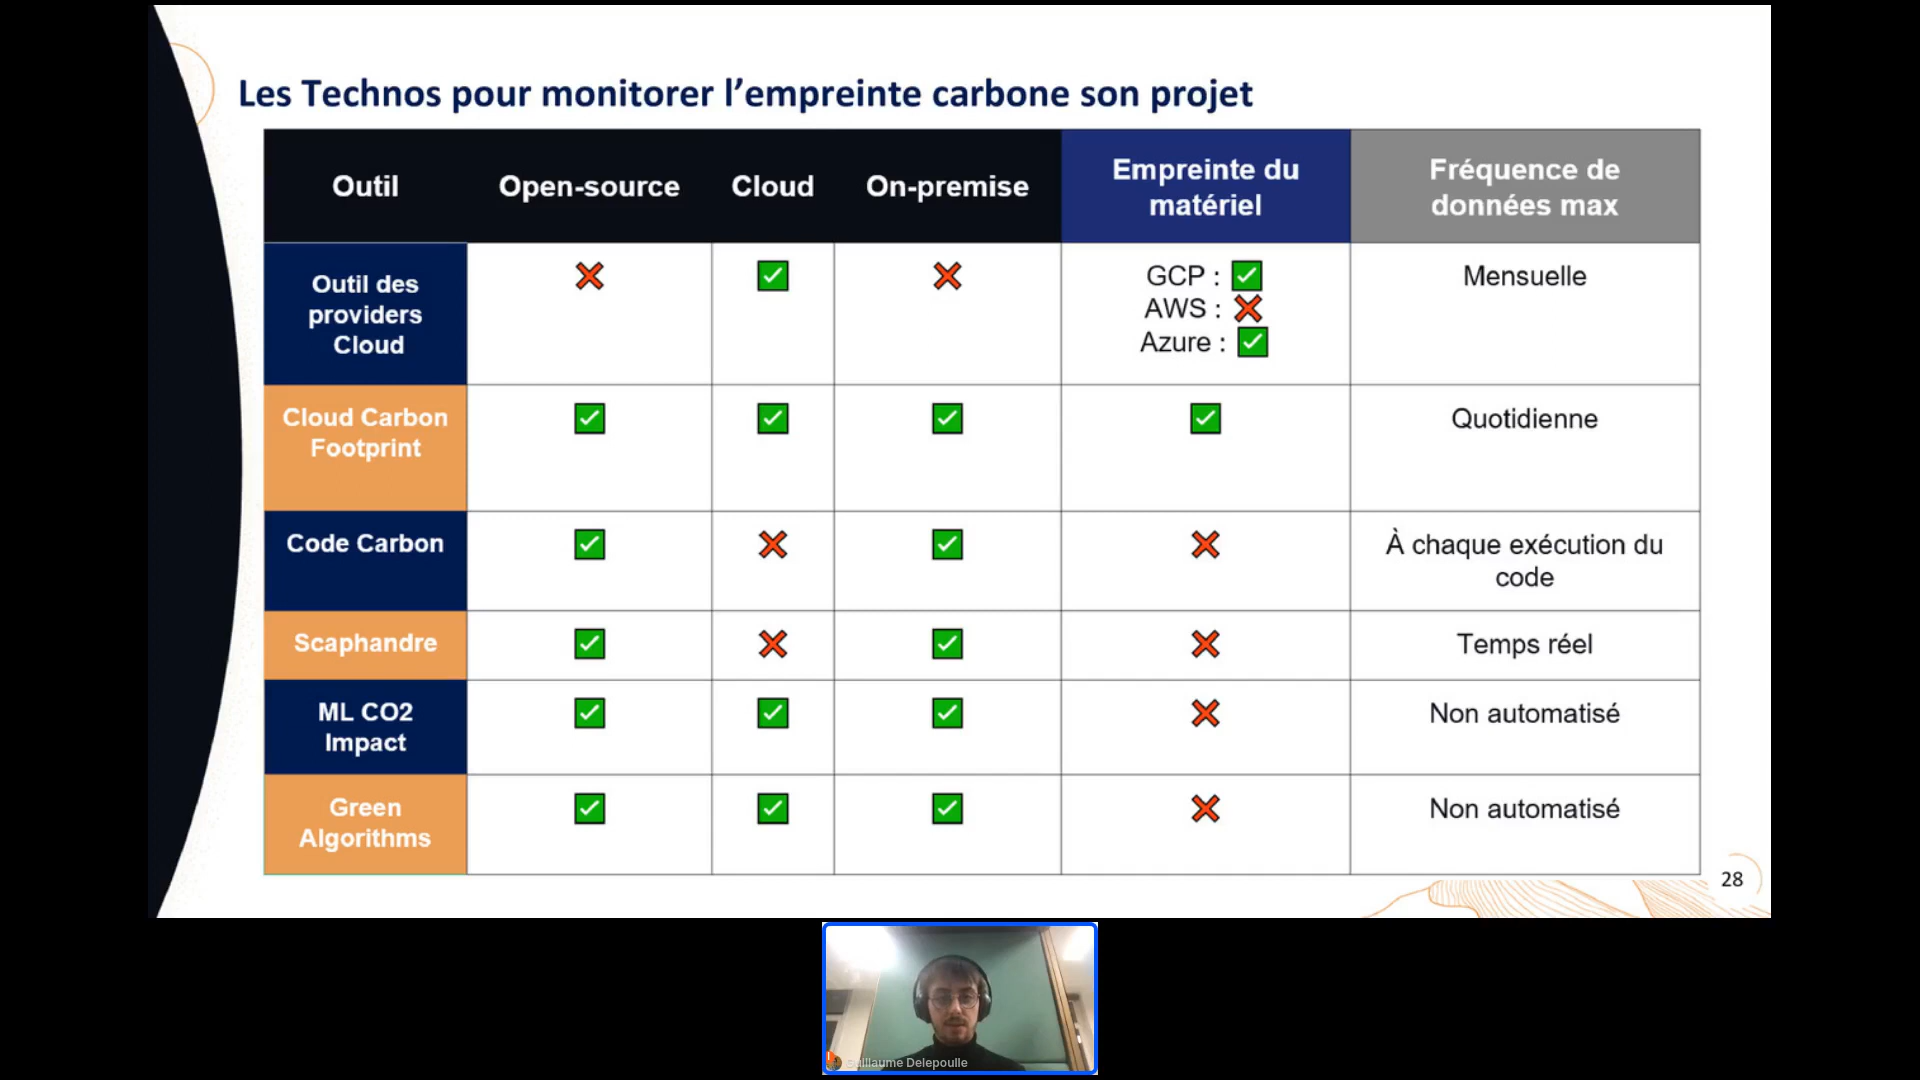 Les Technos pour monitorer l’empreinte carbone son projet
Outil Open-source Cloud On-premise Empreinte du matériel Fréquence de données max
Outil des providers Cloud ❌ ✅ ❌ GCP : ✅ AWS : ❌ Azure : ✅ Mensuelle
Cloud Carbon Footprint ✅ ✅ ✅ ✅ Quotidienne
Code Carbon ✅ ❌ ✅ ❌ À chaque exécution du code
Scaphandre ✅ ❌ ✅ ❌ Temps réel
ML CO2 Impact ✅ ✅ ✅ ❌ Non automatisé
Green Algorithms ✅ ✅ ✅ ❌ Non automatisé
28
Guillaume Delepoulle